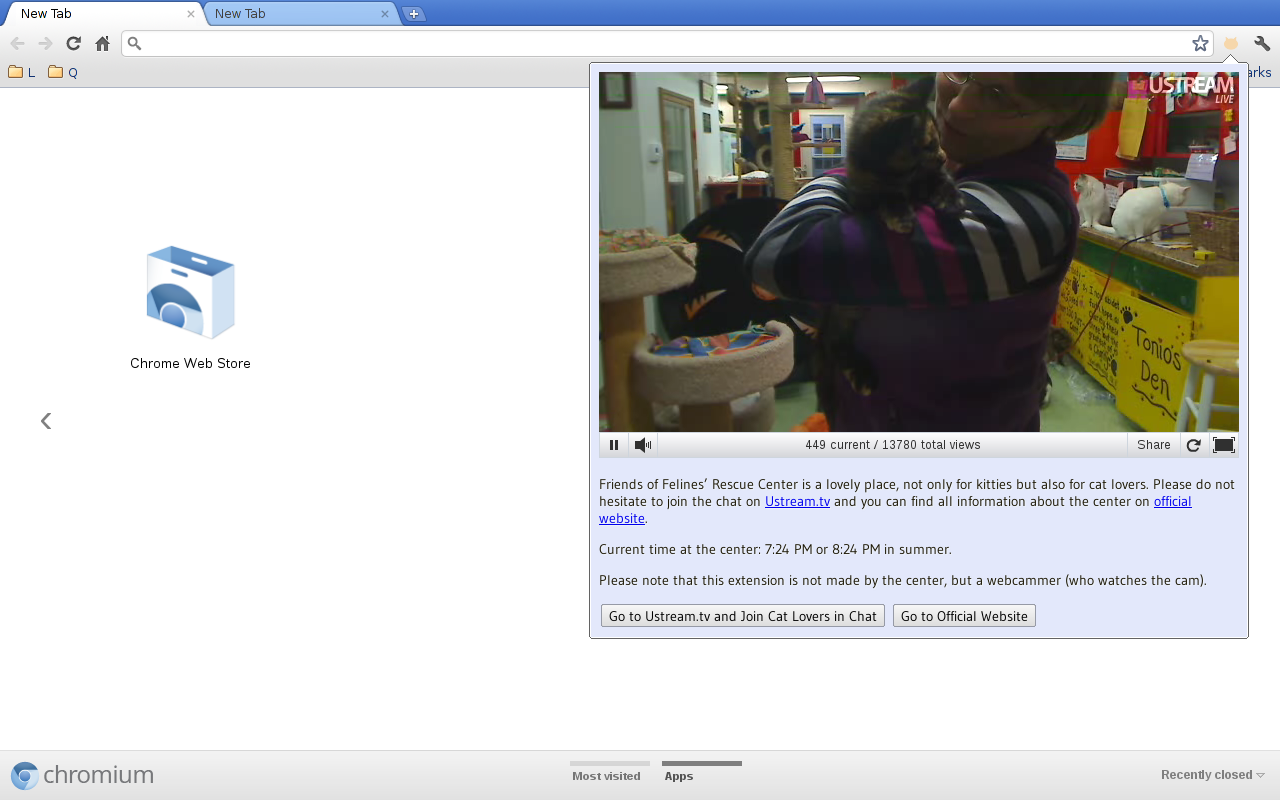 New Tab
New Tab
L
Q
arks
USTREAM
LIVE
Tonio's
Den
449 current / 13780 total views
Share
Friends of Felines’ Rescue Center is a lovely place, not only for kitties but also for cat lovers. Please do not
hesitate to join the chat on Ustream.tv and you can find all information about the center on official
website.
Current time at the center: 7:24 PM or 8:24 PM in summer.
Please note that this extension is not made by the center, but a webcammer (who watches the cam).
Go to Ustream.tv and Join Cat Lovers in Chat
Go to Official Website
Chrome Web Store
chromium
Most visited
Apps
Recently closed